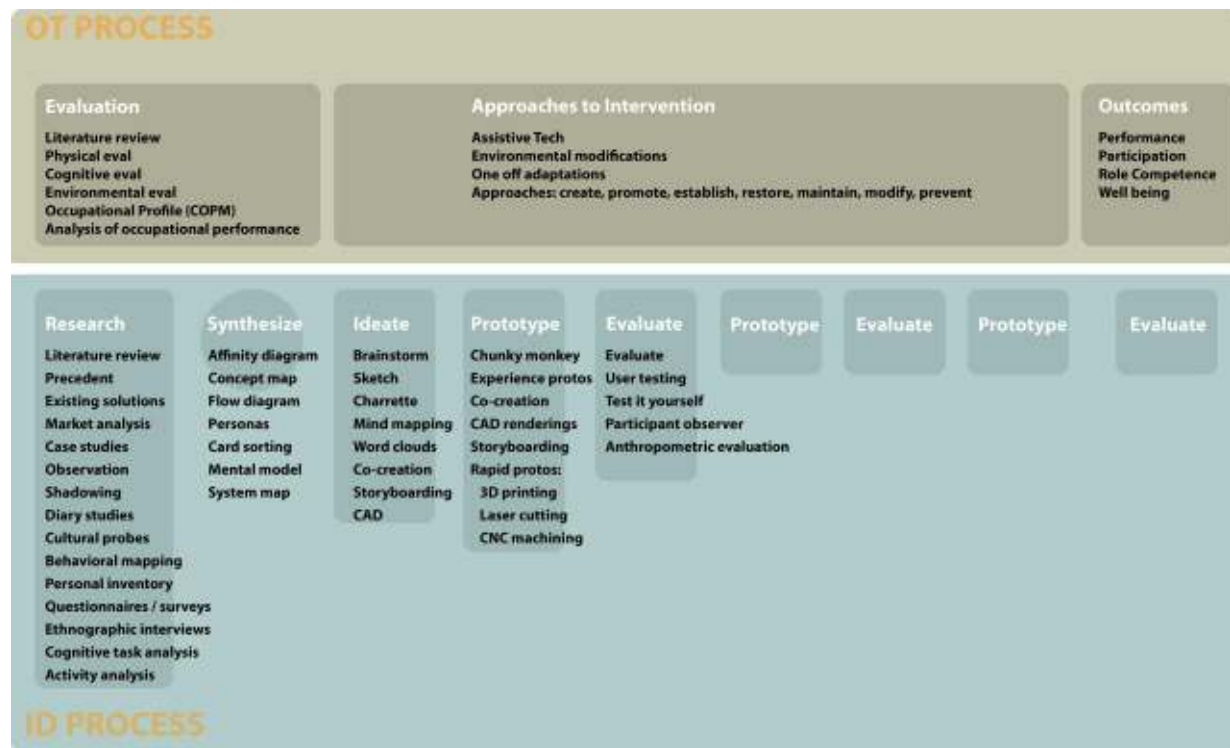 OT PROCESS
Evaluation
Literature review
Physical eval
Cognitive eval
Environmental eval
Occupational Profile (COPM)
Analysis of occupational performance
Approaches to Intervention
Assistive Tech
Environmental modifications
One off adaptations
Approaches: create, promote, establish, restore, maintain, modify, prevent
Outcomes
Performance
Participation
Role Competence
Well being
Research
Literature review
Precedent
Existing solutions
Market analysis
Case studies
Observation
Shadowing
Diary studies
Cultural probes
Behavioral mapping
Personal inventory
Questionnaires / surveys
Ethnographic interviews
Cognitive task analysis
Activity analysis
Synthesize
Affinity diagram
Concept map
Flow diagram
Personas
Card sorting
Mental model
System map
Ideate
Brainstorm
Sketch
Charrette
Mind mapping
Word clouds
Co-creation
Storyboarding
CAD
Prototype
Chunky monkey
Experience protos
Co-creation
CAD renderings
Storyboarding
Rapid protos:
3D printing
Laser cutting
CNC machining
Evaluate
Evaluate
User testing
Test it yourself
Participant observer
Anthropometric evaluation
Prototype
Evaluate
Prototype
Evaluate
ID PROCESS